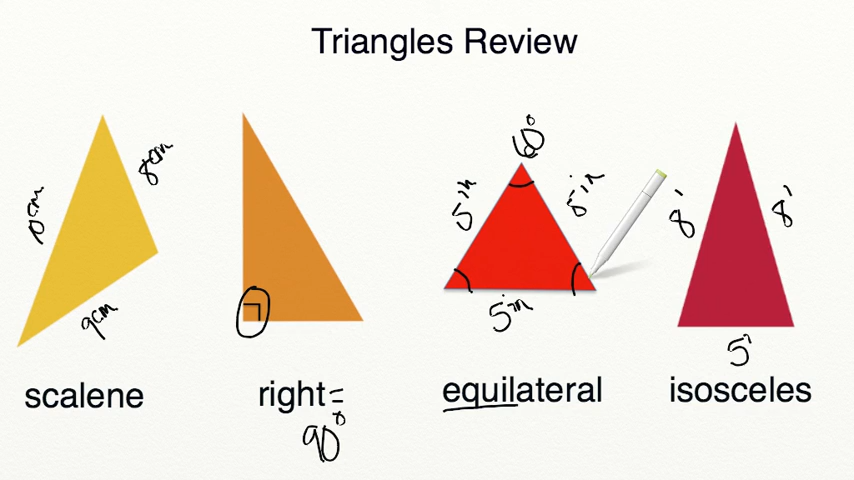 Triangles Review
10cm
8cm
9cm
60°
5in
5in
5in
8'
8'
5'
scalene
right=
90°
equilateral
isosceles